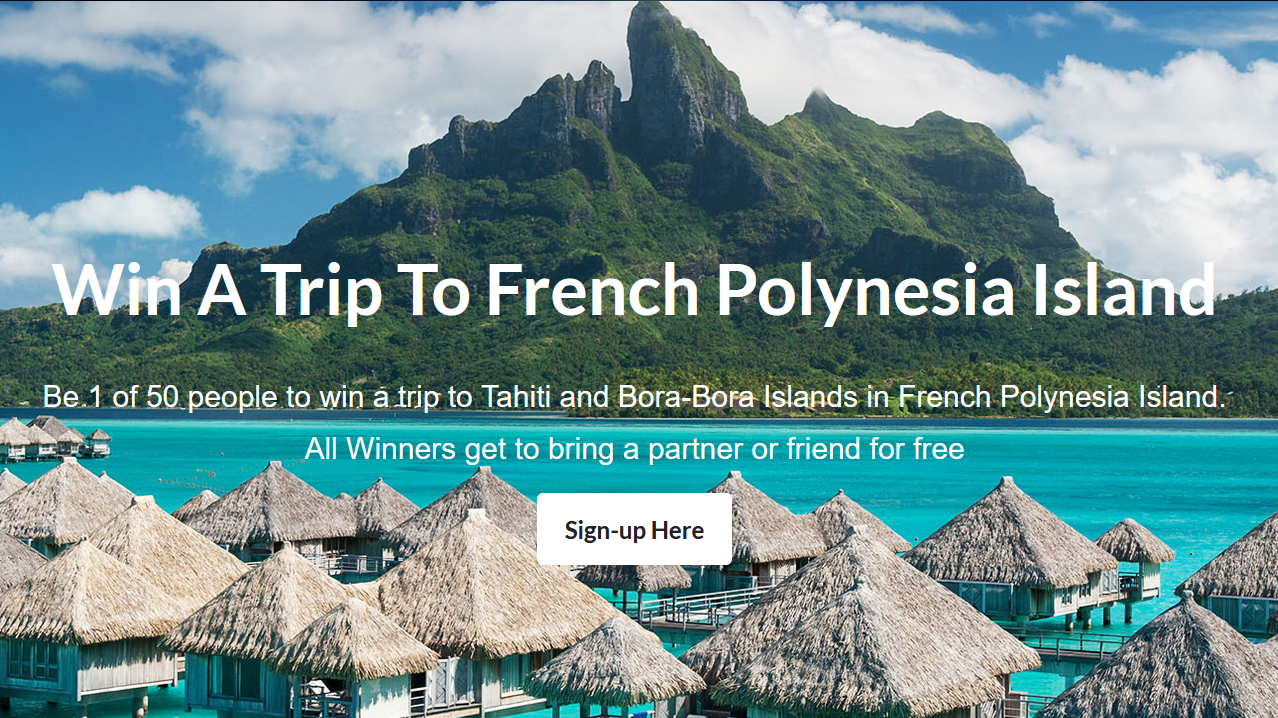 Win A Trip To French Polynesia Island
Be 1 of 50 people to win a trip to Tahiti and Bora-Bora Islands in French Polynesia Island.
All Winners get to bring a partner or friend for free
Sign-up Here